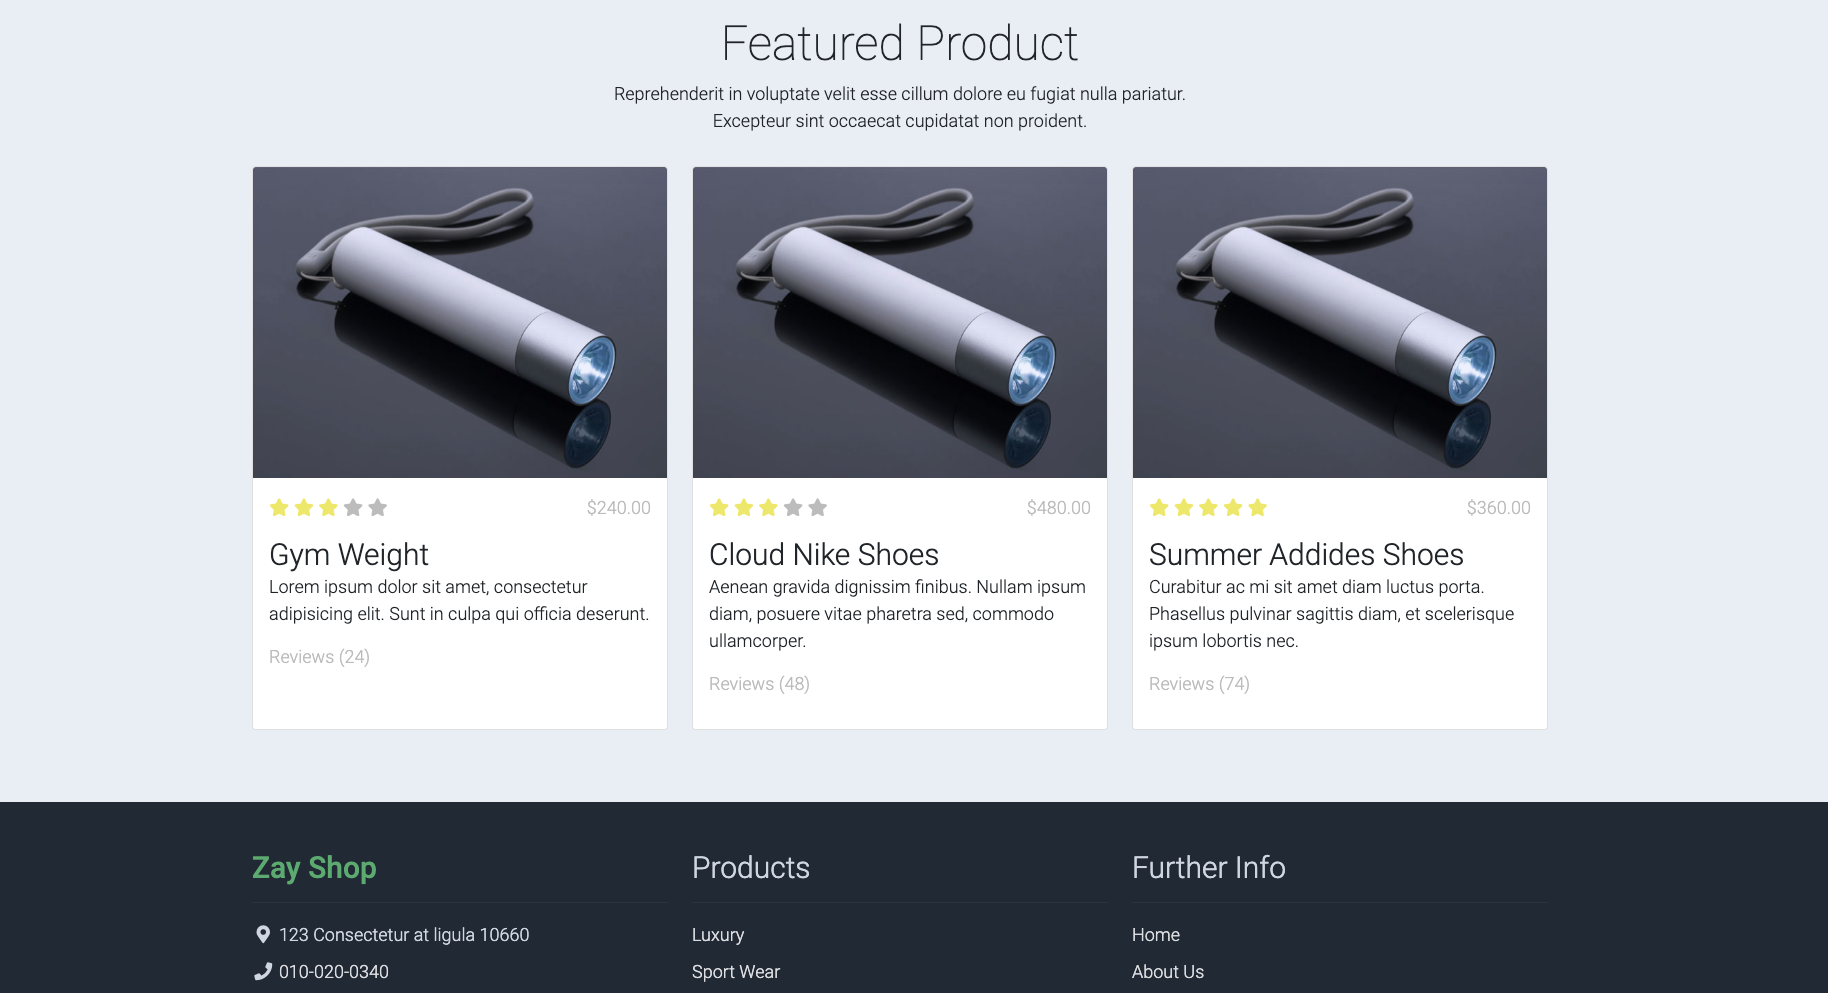 Featured Product
Reprehenderit in voluptate velit esse cillum dolore eu fugiat nulla pariatur.
Excepteur sint occaecat cupidatat non proident.
$240.00
Gym Weight
Lorem ipsum dolor sit amet, consectetur
adipisicing elit. Sunt in culpa qui officia deserunt.
Reviews (24)
$480.00
Cloud Nike Shoes
Aenean gravida dignissim finibus. Nullam ipsum
diam, posuere vitae pharetra sed, commodo
ullamcorper.
Reviews (48)
$360.00
Summer Addides Shoes
Curabitur ac mi sit amet diam luctus porta.
Phasellus pulvinar sagittis diam, et scelerisque
ipsum lobortis nec.
Reviews (74)
Zay Shop
123 Consectetur at ligula 10660
010-020-0340
Products
Luxury
Sport Wear
Further Info
Home
About Us